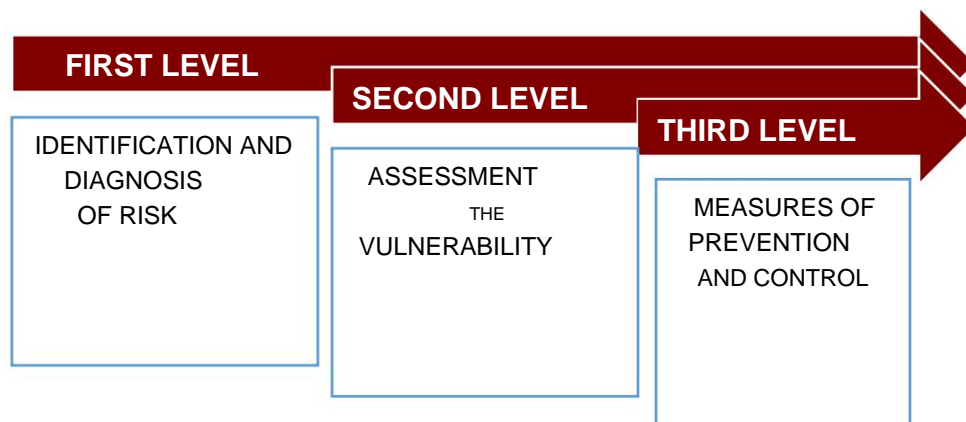 FIRST LEVEL
IDENTIFICATION AND
DIAGNOSIS
OF RISK
SECOND LEVEL
ASSESSMENT
THE
VULNERABILITY
THIRD LEVEL
MEASURES OF
PREVENTION
AND CONTROL